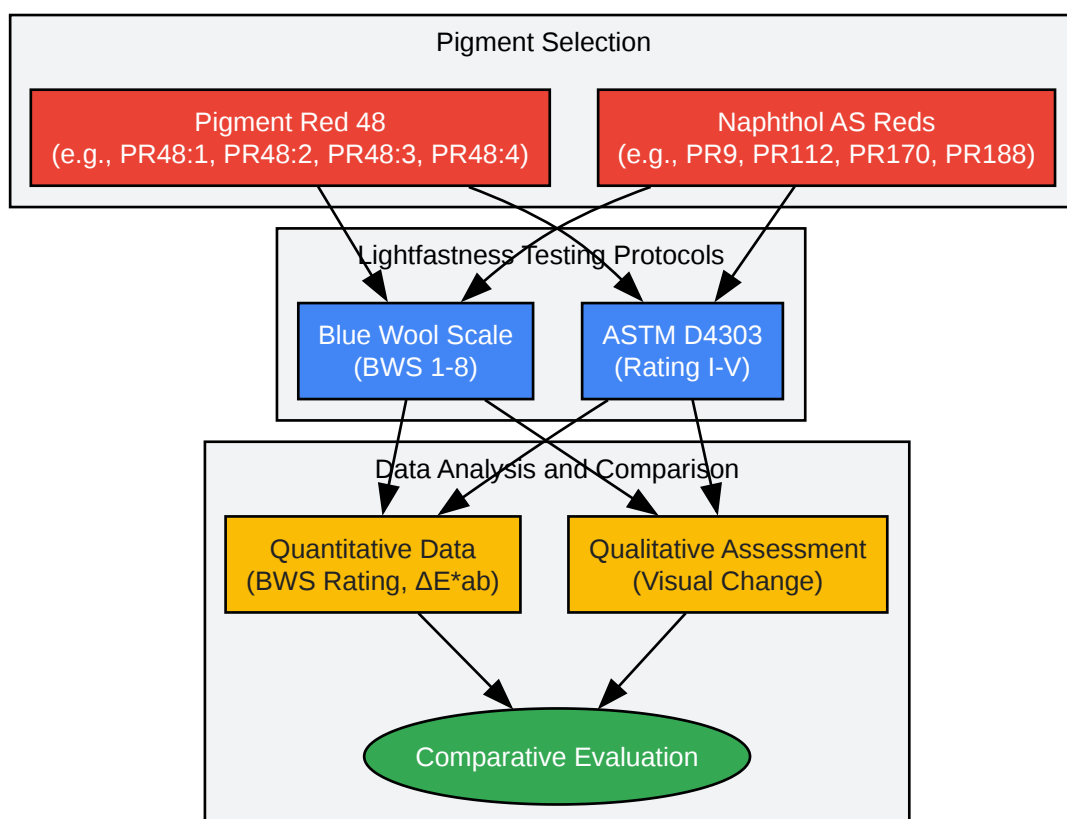 Pigment Selection
Pigment Red 48
(e.g., PR48:1, PR48:2, PR48:3, PR48:4)
Naphthol AS Reds
(e.g., PR9, PR112, PR170, PR188)
Lightfastness Testing Protocols
Blue Wool Scale
(BWS 1-8)
ASTM D4303
(Rating I-V)
Data Analysis and Comparison
Quantitative Data
(BWS Rating, ΔE*ab)
Qualitative Assessment
(Visual Change)
Comparative Evaluation